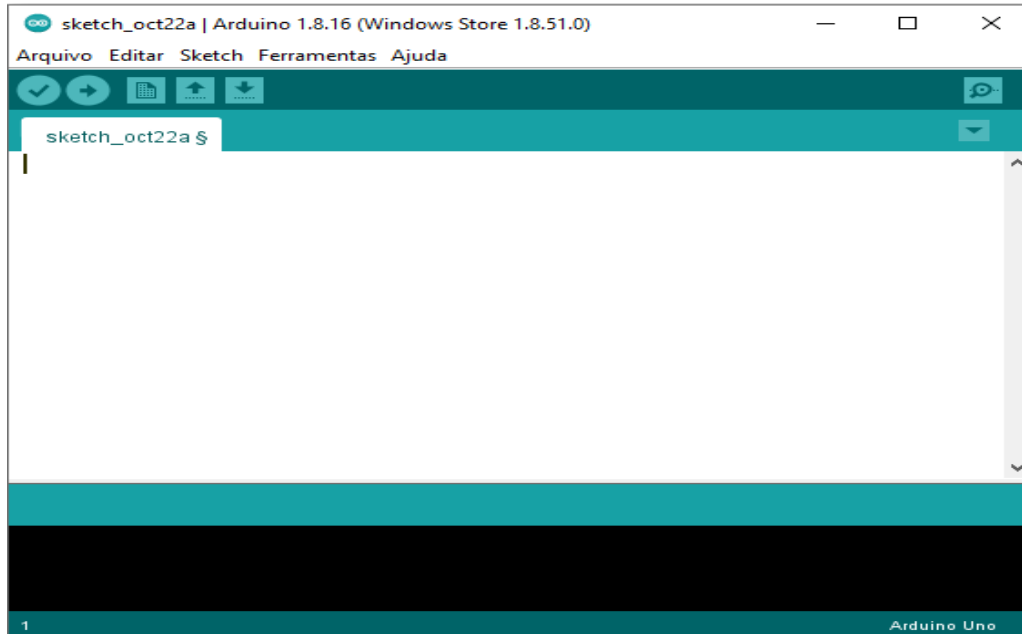 sketch_oct22a | Arduino 1.8.16 (Windows Store 1.8.51.0)
Arquivo Editar Sketch Ferramentas Ajuda
sketch_oct22a §
1 Arduino Uno